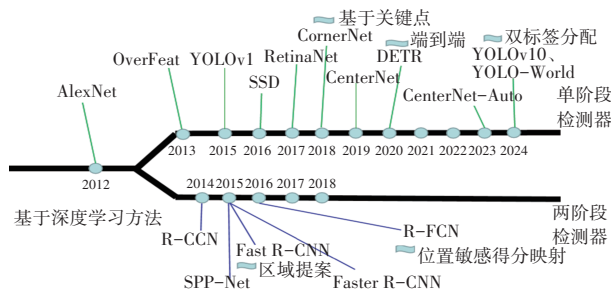 基于关键点
CornerNet
端到端
双标签分配
OverFeat
YOLOv1
RetinaNet
DETR
YOLOv10、
YOLO-World
SSD
AlexNet
CenterNet
CenterNet-Auto
单阶段
检测器
2013
2015
2016
2017
2018
2019
2020
2021
2022
2023
2024
2012
2014
2015
2016
2017
2018
基于深度学习方法
R-CCN
R-FCN
两阶段
检测器
Fast R-CNN
位置敏感得分映射
区域提案
SPP-Net
Faster R-CNN